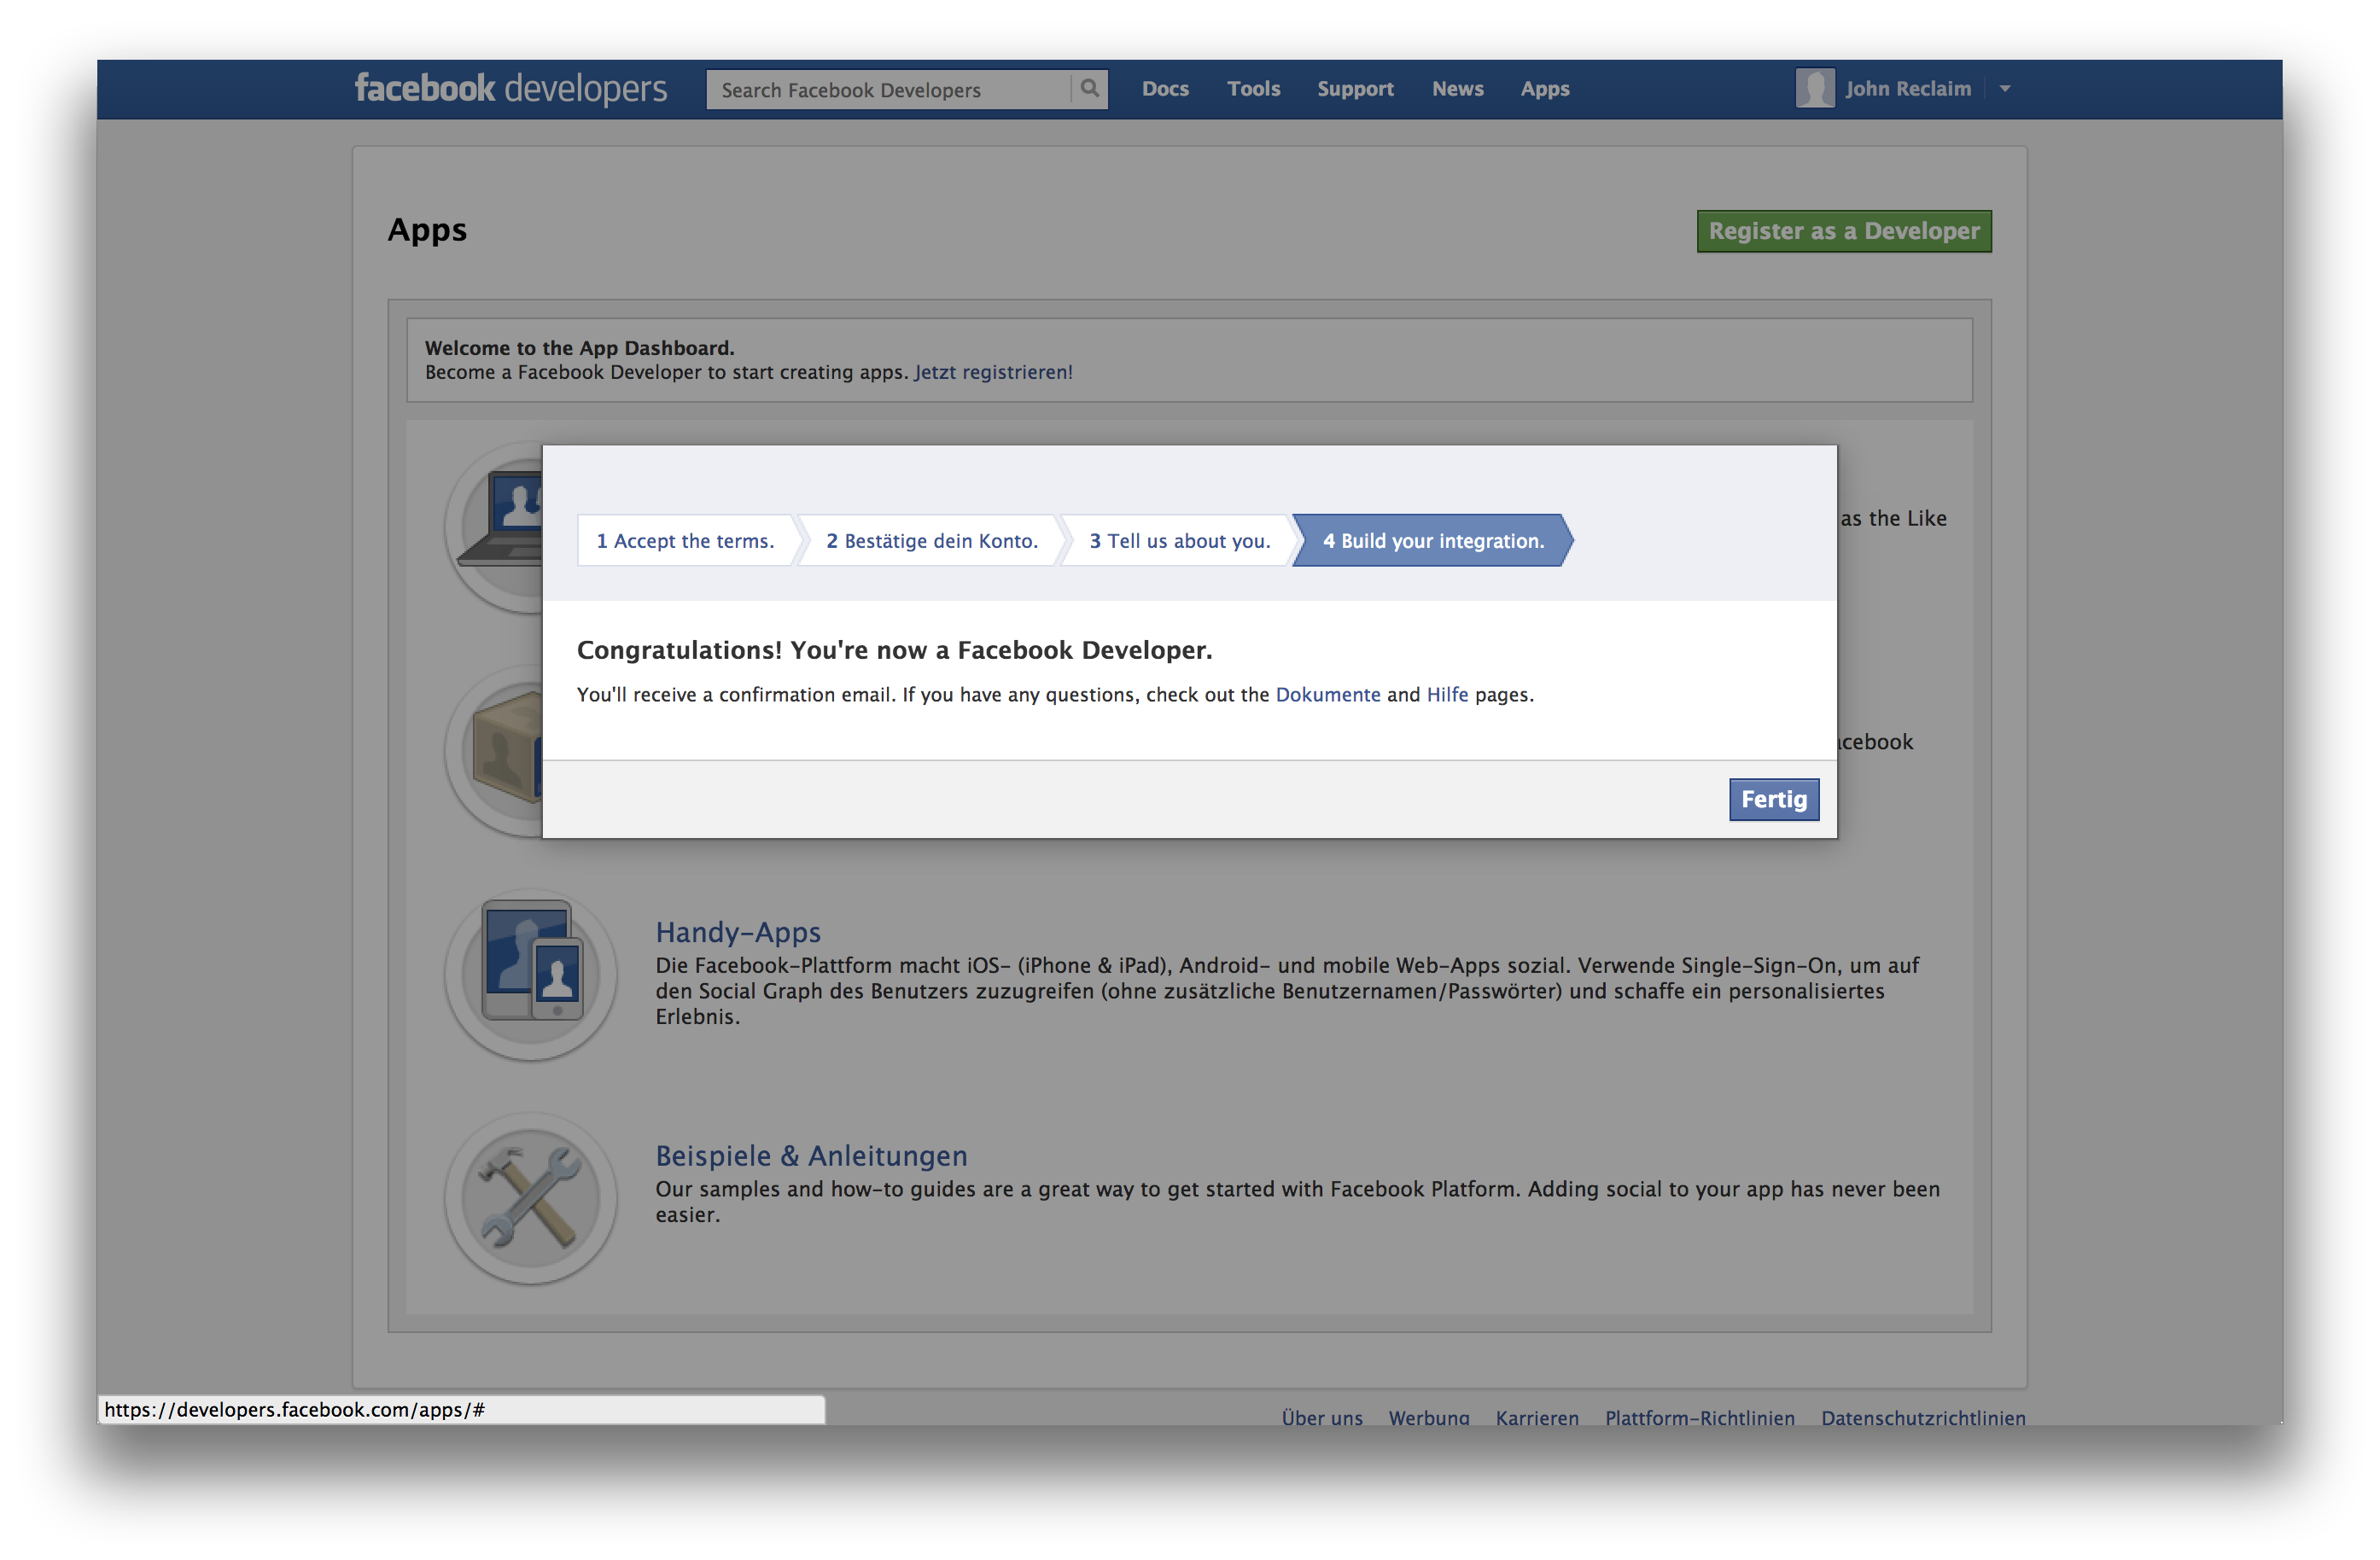 facebook developers Search Facebook Developers Docs Tools Support News Apps John Reclaim
Apps
Register as a Developer
Welcome to the App Dashboard.
Become a Facebook Developer to start creating apps. Jetzt registrieren!
as the Like
1 Accept the terms. 2 Bestätige dein Konto. 3 Tell us about you. 4 Build your integration.
Congratulations! You're now a Facebook Developer.
You'll receive a confirmation email. If you have any questions, check out the Dokumente and Hilfe pages.
Fertig
Handy-Apps
Die Facebook-Plattform macht iOS- (iPhone & iPad), Android- und mobile Web-Apps sozial. Verwende Single-Sign-On, um auf
den Social Graph des Benutzers zuzugreifen (ohne zusätzliche Benutzernamen/Passwörter) und schaffe ein personalisiertes
Erlebnis.
Beispiele & Anleitungen
Our samples and how-to guides are a great way to get started with Facebook Platform. Adding social to your app has never been
easier.
https://developers.facebook.com/apps/#
Über uns Werbung Karrieren Plattform-Richtlinien Datenschutzrichtlinien